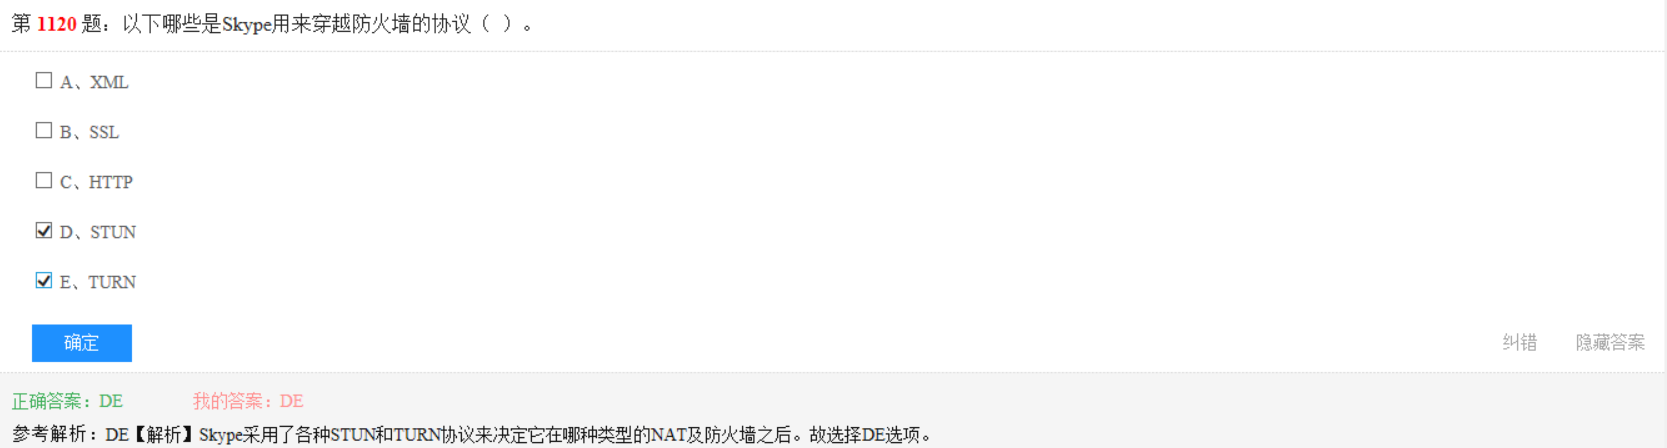 第 1120 题：以下哪些是Skype用来穿越防火墙的协议（ ）。
A、XML
B、SSL
C、HTTP
D、STUN
E、TURN
确定
纠错 隐藏答案
正确答案：DE 我的答案：DE
参考解析：DE【解析】Skype采用了各种STUN和TURN协议来决定它在哪种类型的NAT及防火墙之后。故选择DE选项。